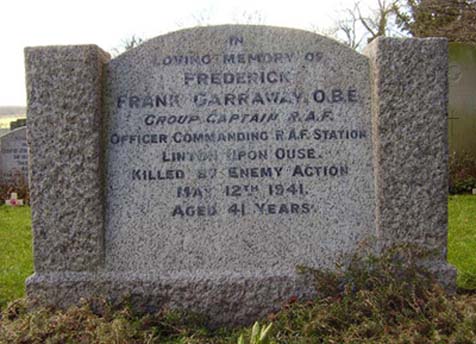 IN
LOVING MEMORY OF
FREDERICK
FRANK GARRAWAY, O.B.E.
GROUP CAPTAIN R.A.F.
OFFICER COMMANDING R.A.F. STATION
LINTON UPON OUSE.
KILLED BY ENEMY ACTION
MAY 12TH 1941.
AGED 41 YEARS.